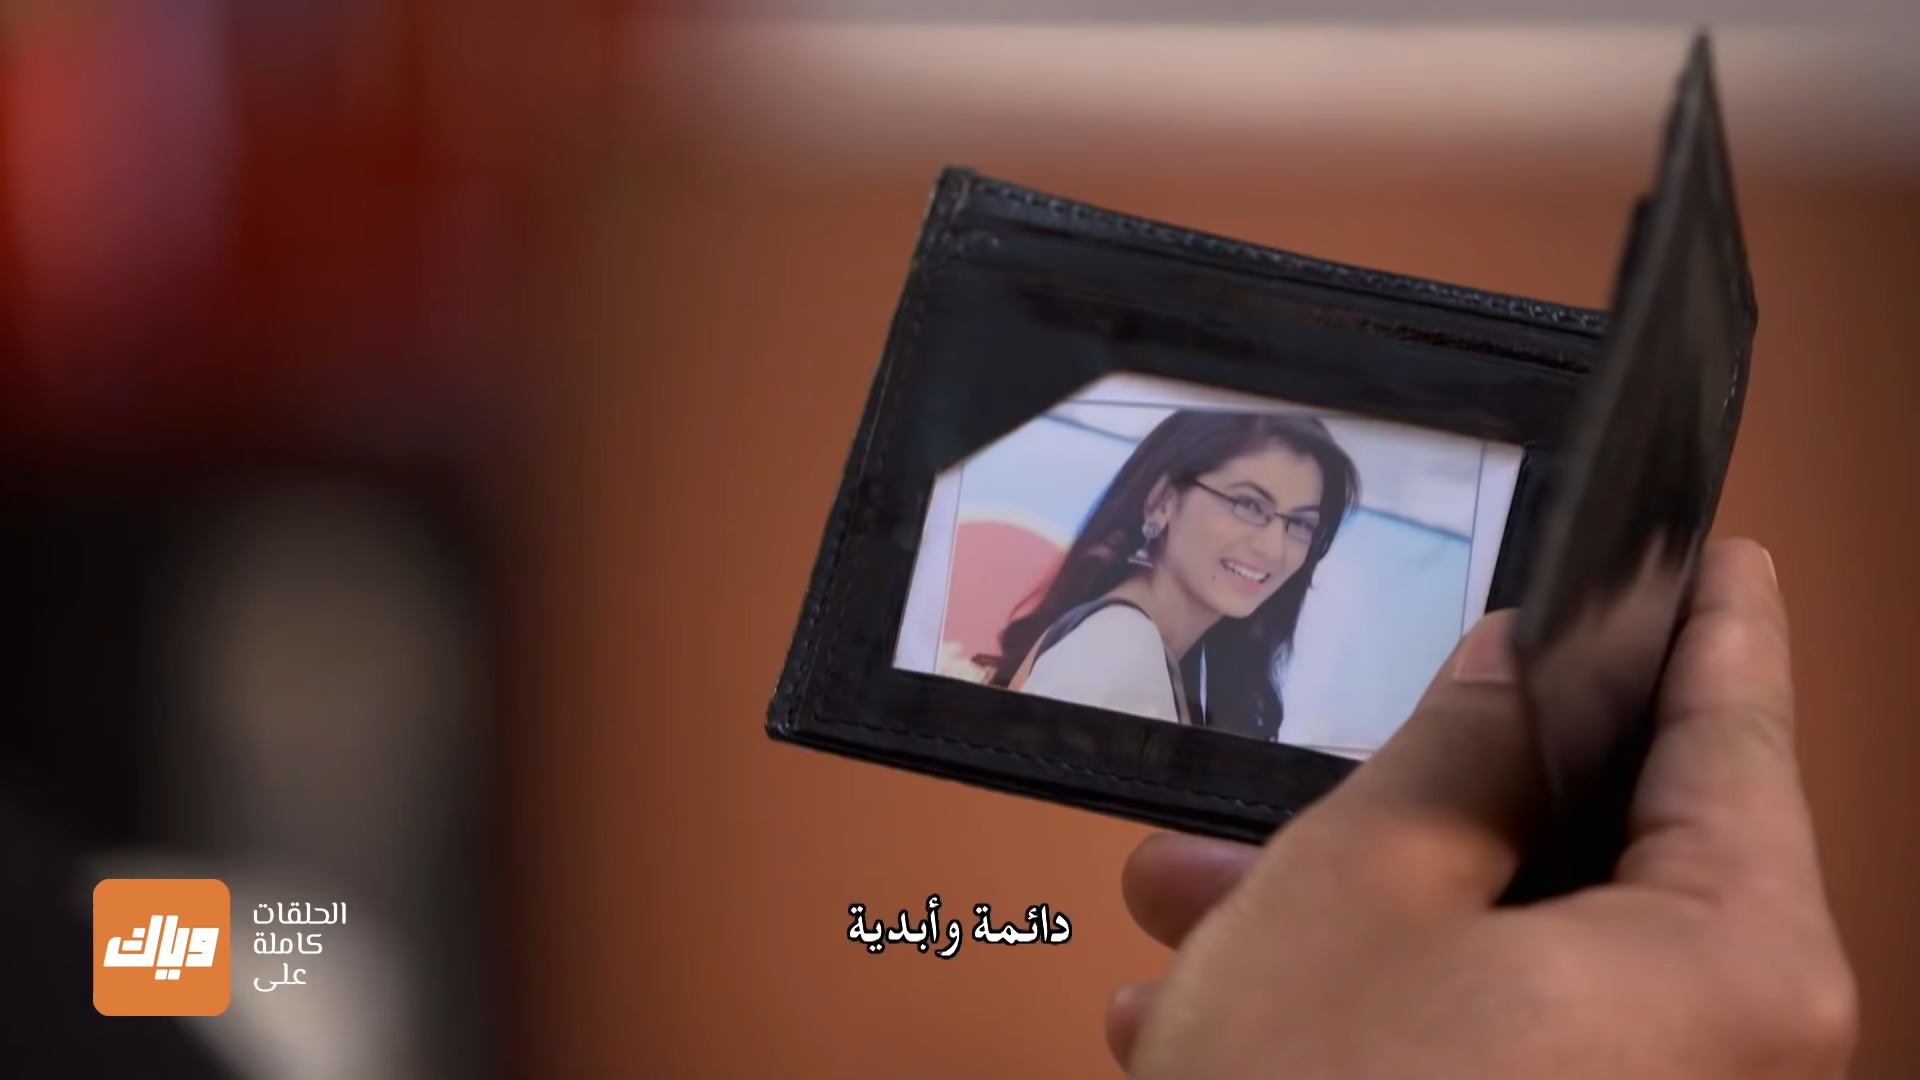 دائمة وأبدية
الحلقات
كاملة
على
وياك